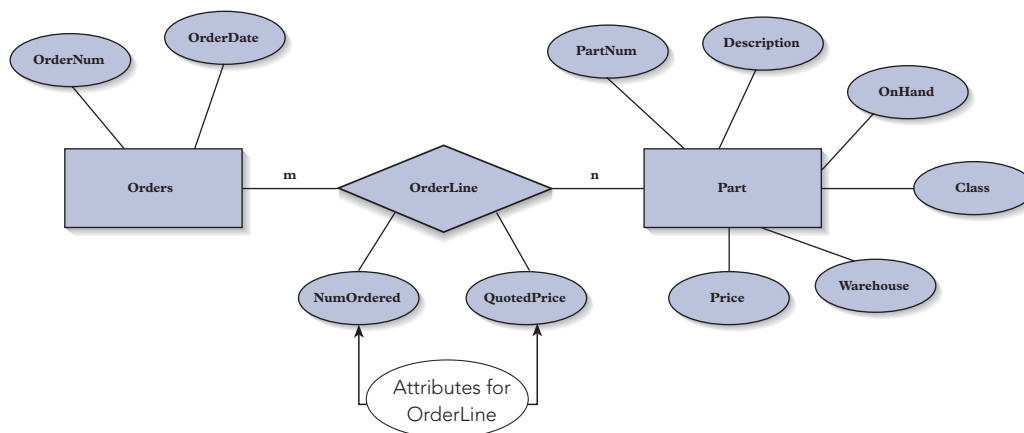 OrderNum
OrderDate
PartNum
Description
OnHand
Orders
m
OrderLine
n
Part
Class
NumOrdered
QuotedPrice
Price
Warehouse
Attributes for
OrderLine